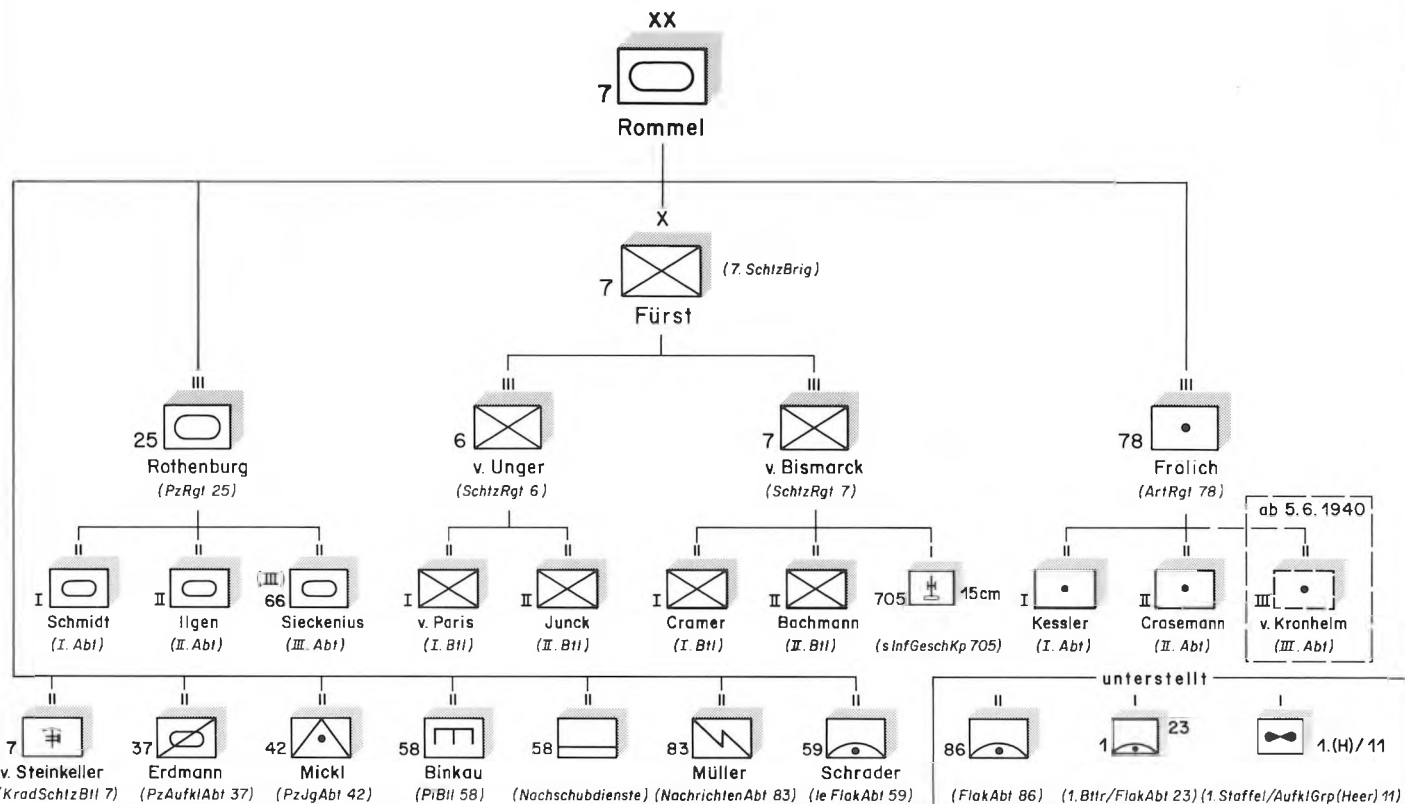 XX
7
Rommel
X
7
(7. SchtzBrig)
Fürst
III
III
III
III
25
6
7
78
Rothenburg
v. Unger
v. Bismarck
Frölich
(PzRgt 25)
(SchtzRgt 6)
(SchtzRgt 7)
(ArtRgt 78)
ab 5.6.1940
II
II
II
II
II
II
II
I
II
II
II
I
II
(III)
66
I
II
I
II
705
15cm
I
II
III
Schmidt
Ilgen
Sieckenius
v. Paris
Junck
Cramer
Bachmann
(sInfGeschKp 705)
Kessler
Crasemann
v. Kronhelm
(I. Abt)
(II. Abt)
(III. Abt)
(I. Btl)
(II. Btl)
(I. Btl)
(II. Btl)
(I. Abt)
(II. Abt)
(III. Abt)
unterstellt
II
II
II
II
II
II
II
II
I
I
7
37
42
58
58
83
59
86
1
23
1.(H)/11
v. Steinkeller
Erdmann
Mickl
Binkau
Müller
Schrader
(KradSchtzBtl 7)
(PzAufklAbt 37)
(PzJgAbt 42)
(PiBtl 58)
(Nachschubdienste)
(NachrichtenAbt 83)
(le FlakAbt 59)
(FlakAbt 86)
(1. Bttr/FlakAbt 23)
(1. Staffel/AufklGrp(Heer) 11)